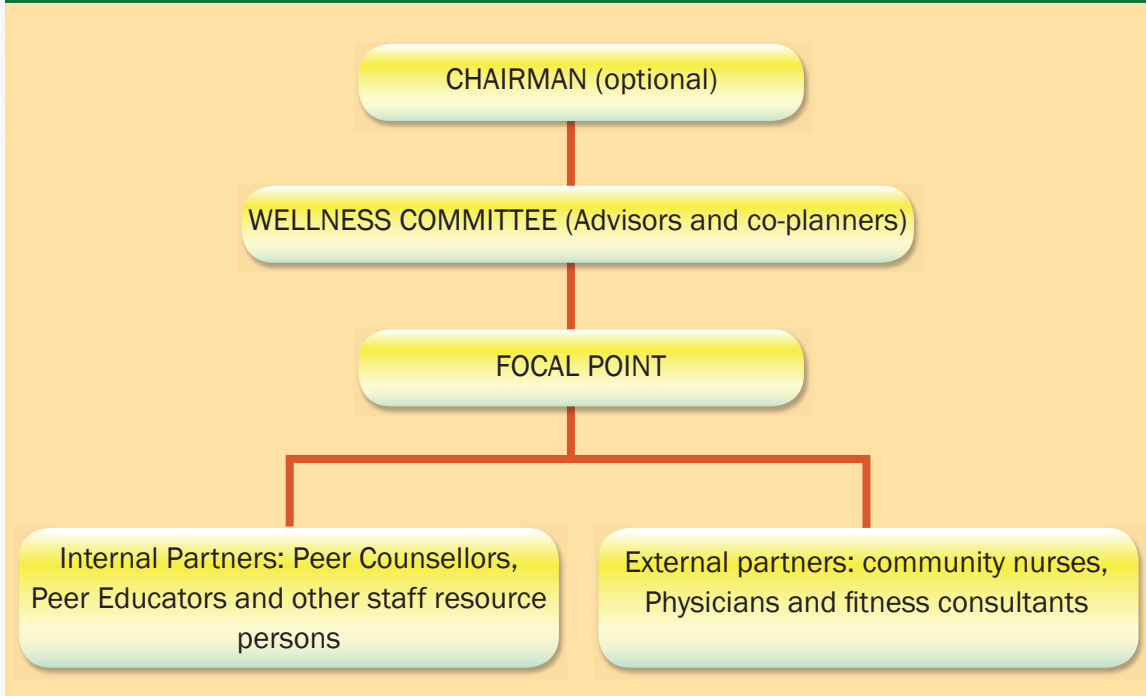 CHAIRMAN (optional)
WELLNESS COMMITTEE (Advisors and co-planners)
FOCAL POINT
Internal Partners: Peer Counsellors,
Peer Educators and other staff resource
persons
External partners: community nurses,
Physicians and fitness consultants